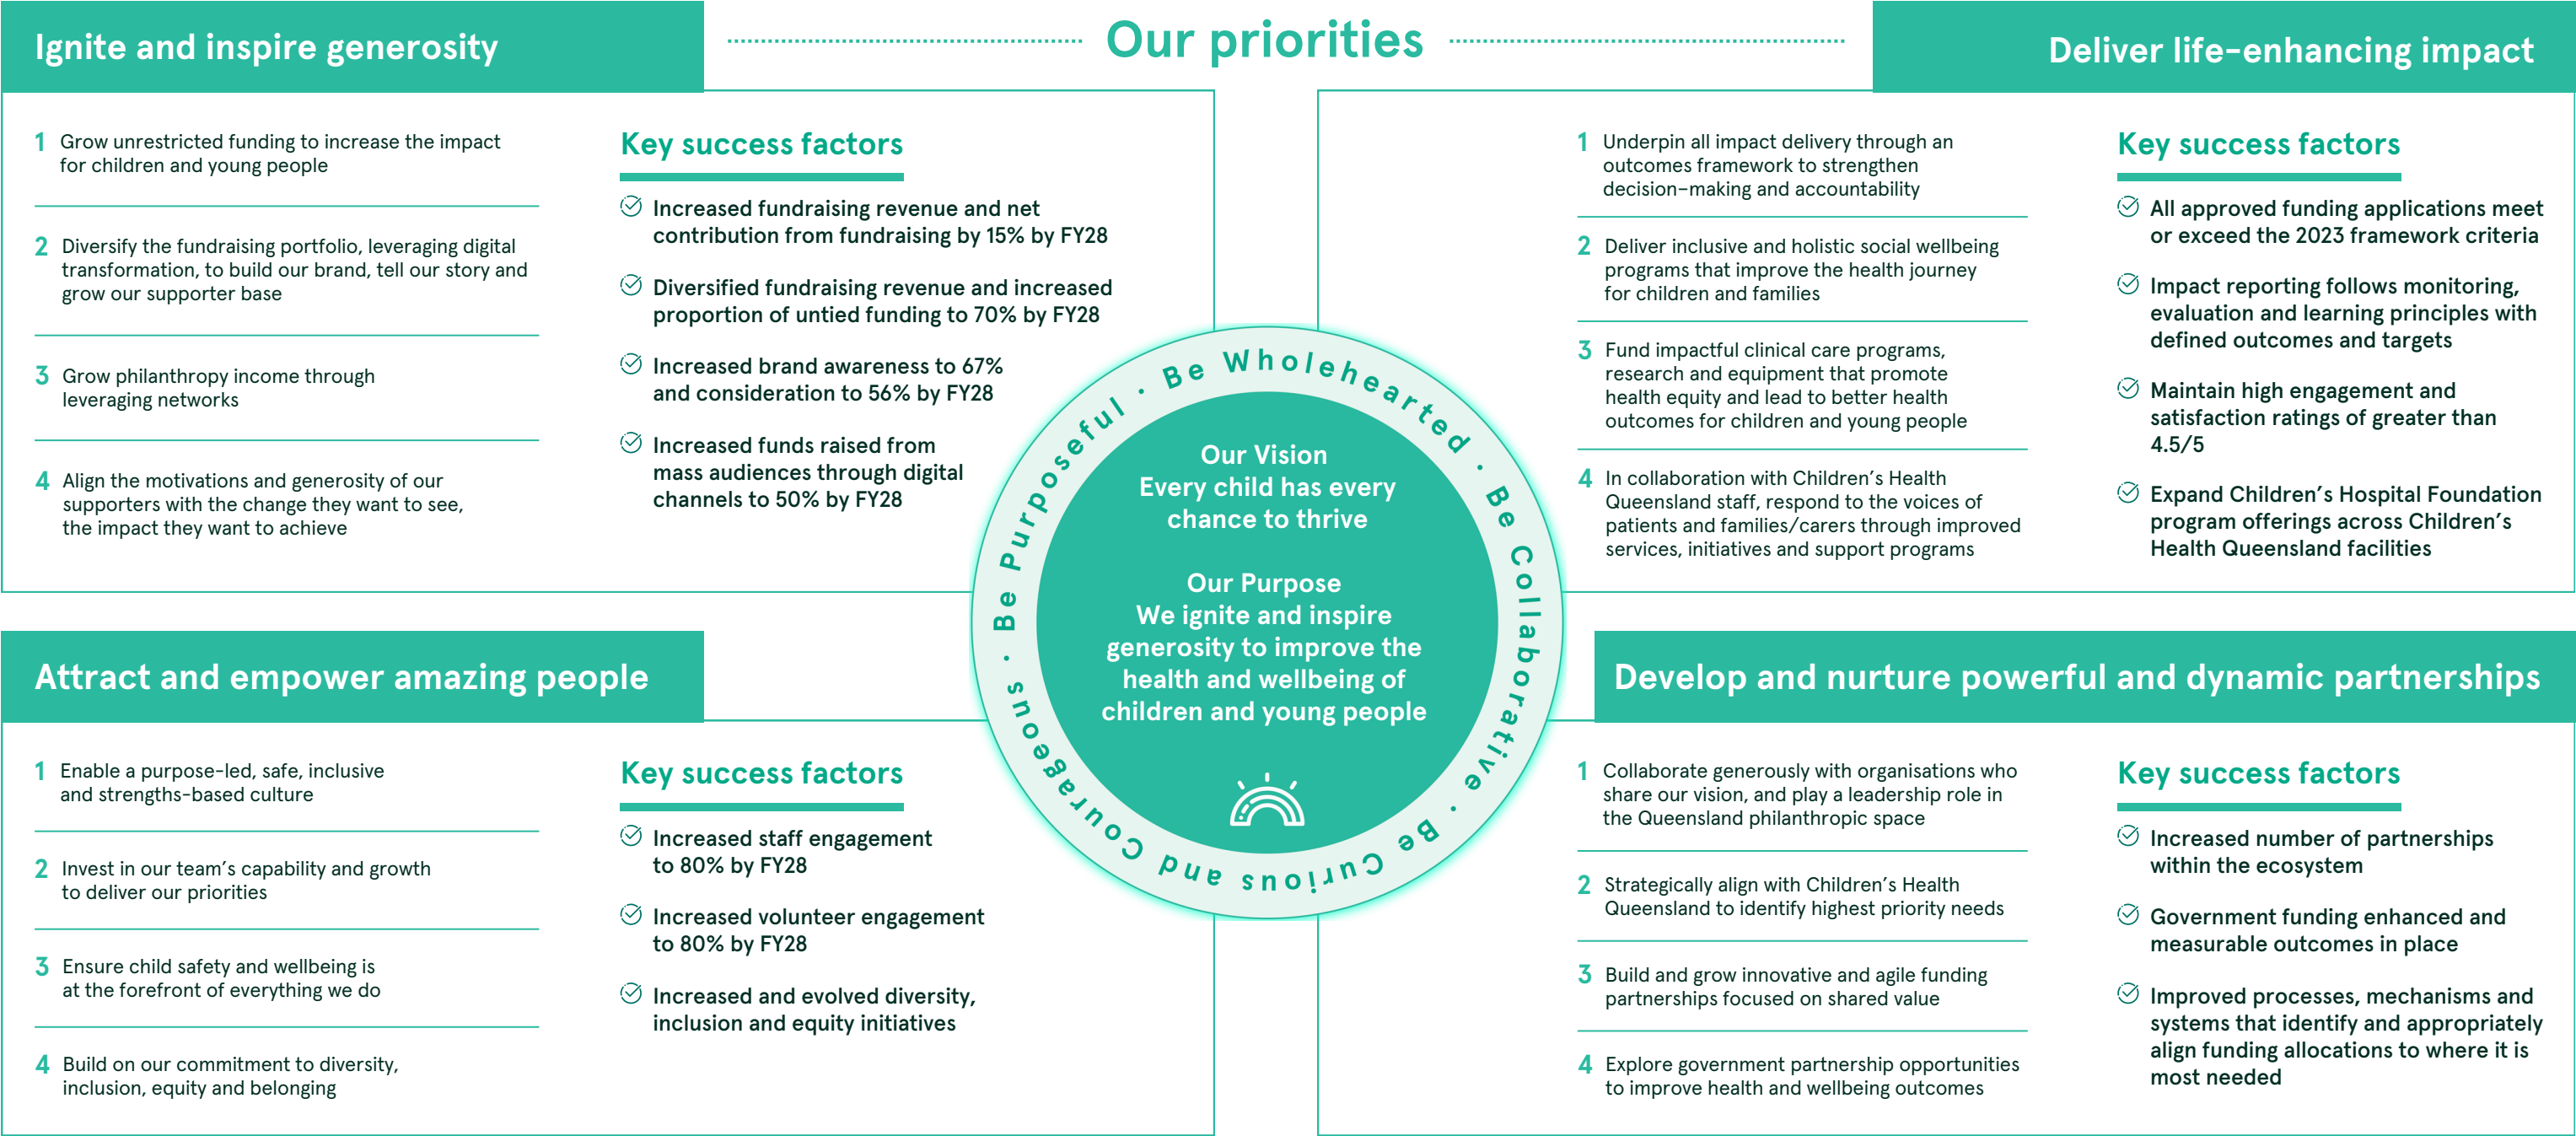 Our priorities
Ignite and inspire generosity
1 Grow unrestricted funding to increase the impact
for children and young people
2 Diversify the fundraising portfolio, leveraging digital
transformation, to build our brand, tell our story and
grow our supporter base
3 Grow philanthropy income through
leveraging networks
4 Align the motivations and generosity of our
supporters with the change they want to see,
the impact they want to achieve
Key success factors
Increased fundraising revenue and net
contribution from fundraising by 15% by FY28
Diversified fundraising revenue and increased
proportion of untied funding to 70% by FY28
Increased brand awareness to 67%
and consideration to 56% by FY28
Increased funds raised from
mass audiences through digital
channels to 50% by FY28
Deliver life-enhancing impact
1 Underpin all impact delivery through an
outcomes framework to strengthen
decision-making and accountability
2 Deliver inclusive and holistic social wellbeing
programs that improve the health journey
for children and families
3 Fund impactful clinical care programs,
research and equipment that promote
health equity and lead to better health
outcomes for children and young people
4 In collaboration with Children's Health
Queensland staff, respond to the voices of
patients and families/carers through improved
services, initiatives and support programs
Key success factors
All approved funding applications meet
or exceed the 2023 framework criteria
Impact reporting follows monitoring,
evaluation and learning principles with
defined outcomes and targets
Maintain high engagement and
satisfaction ratings of greater than
4.5/5
Expand Children's Hospital Foundation
program offerings across Children's
Health Queensland facilities
Be Purposeful · Be Wholehearted · Be Collaborative · Be Curious and Courageous ·
Our Vision
Every child has every
chance to thrive
Our Purpose
We ignite and inspire
generosity to improve the
health and wellbeing of
children and young people
Attract and empower amazing people
1 Enable a purpose-led, safe, inclusive
and strengths-based culture
2 Invest in our team's capability and growth
to deliver our priorities
3 Ensure child safety and wellbeing is
at the forefront of everything we do
4 Build on our commitment to diversity,
inclusion, equity and belonging
Key success factors
Increased staff engagement
to 80% by FY28
Increased volunteer engagement
to 80% by FY28
Increased and evolved diversity,
inclusion and equity initiatives
Develop and nurture powerful and dynamic partnerships
1 Collaborate generously with organisations who
share our vision, and play a leadership role in
the Queensland philanthropic space
2 Strategically align with Children's Health
Queensland to identify highest priority needs
3 Build and grow innovative and agile funding
partnerships focused on shared value
4 Explore government partnership opportunities
to improve health and wellbeing outcomes
Key success factors
Increased number of partnerships
within the ecosystem
Government funding enhanced and
measurable outcomes in place
Improved processes, mechanisms and
systems that identify and appropriately
align funding allocations to where it is
most needed